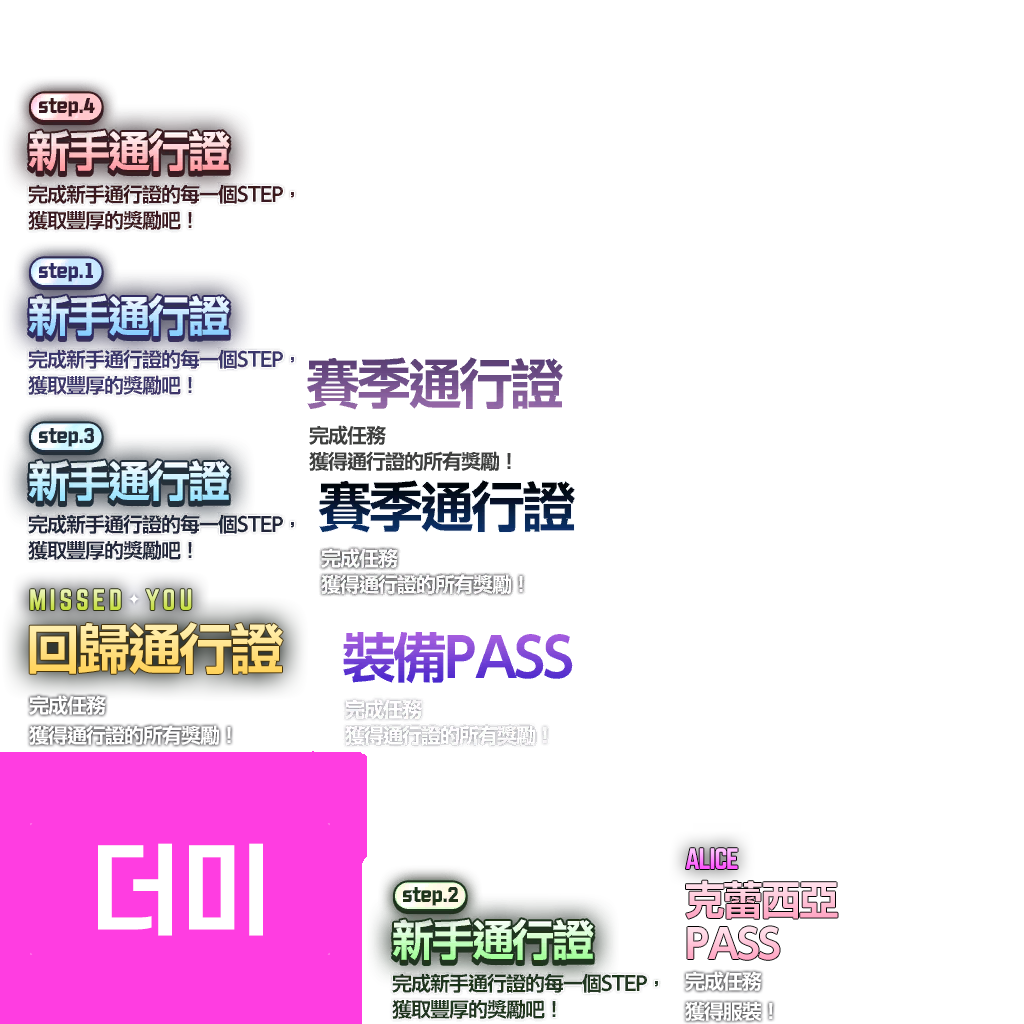 step.4
新手通行證
完成新手通行證的每一個STEP，
獲取豐厚的獎勵吧！
step.1
新手通行證
完成新手通行證的每一個STEP，
獲取豐厚的獎勵吧！
step.3
新手通行證
完成新手通行證的每一個STEP，
獲取豐厚的獎勵吧！
MISSED YOU
回歸通行證
完成任務
獲得通行證的所有獎勵！
賽季通行證
完成任務
獲得通行證的所有獎勵！
賽季通行證
完成任務
獲得通行證的所有獎勵！
裝備PASS
完成任務
獲得通行證的所有獎勵！
더미
step.2
新手通行證
完成新手通行證的每一個STEP，
獲取豐厚的獎勵吧！
ALICE
克蕾西亞
PASS
完成任務
獲得服裝！